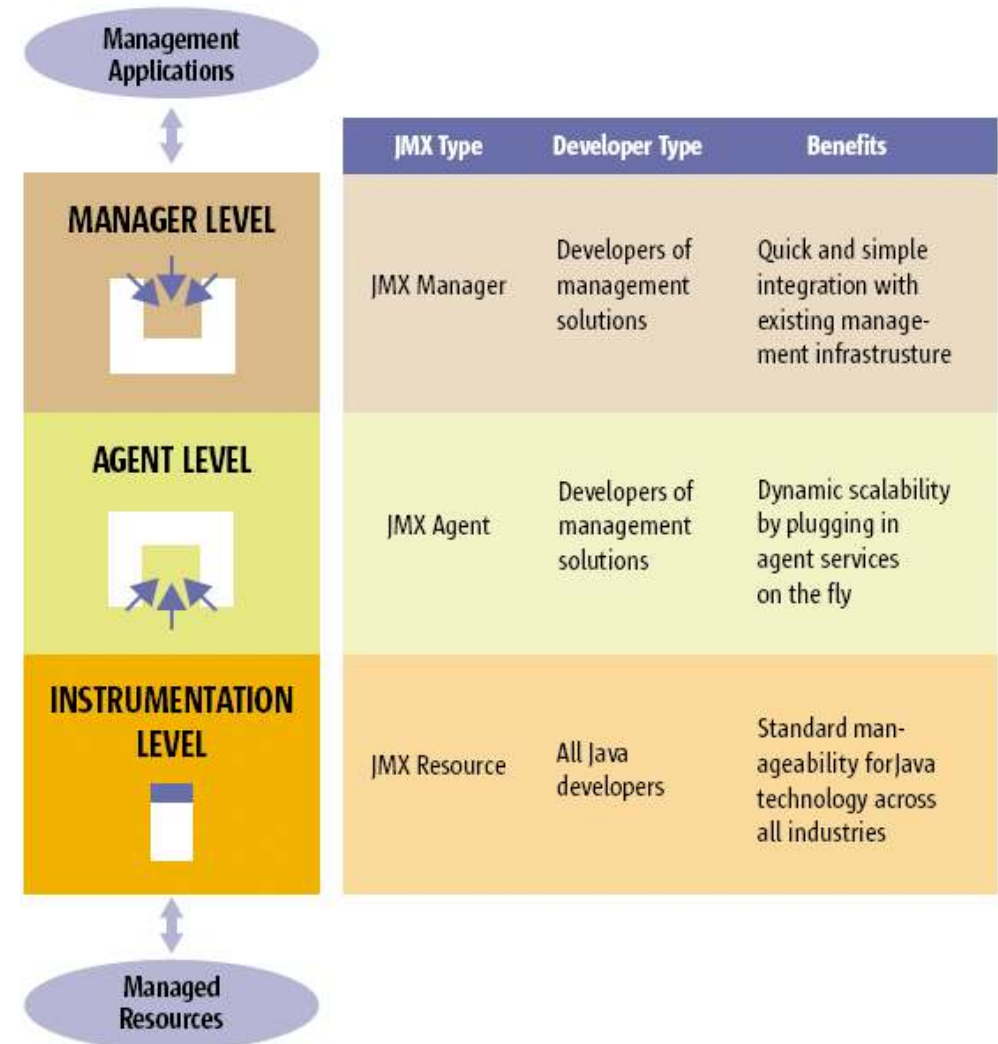 Management
Applications
JMX Type Developer Type Benefits
MANAGER LEVEL
JMX Manager
Developers of
management
solutions
Quick and simple
integration with
existing manage-
ment infrastrusture
AGENT LEVEL
JMX Agent
Developers of
management
solutions
Dynamic scalability
by plugging in
agent services
on the fly
INSTRUMENTATION
LEVEL
JMX Resource
All Java
developers
Standard man-
ageability forJava
technology across
all industries
Managed
Resources